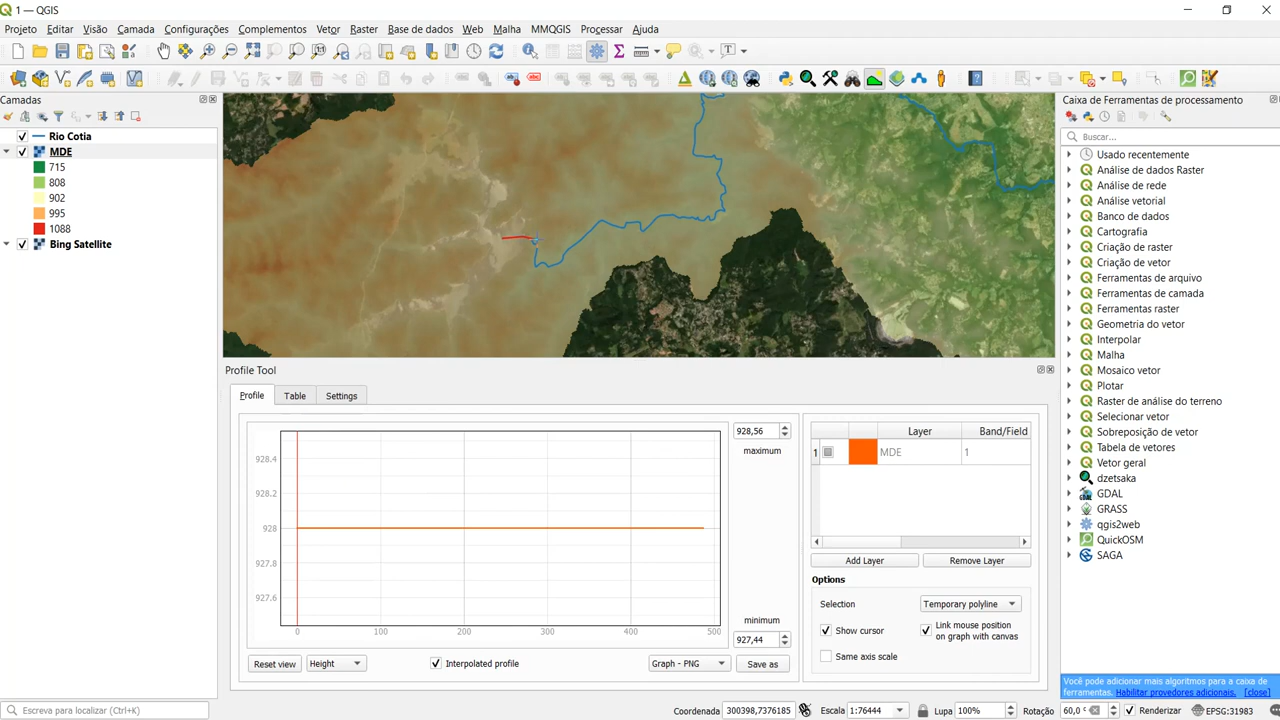 1 — QGIS
Projeto Editar Visão Camada Configurações Complementos Vetor Raster Base de dados Web Malha MMQGIS Processar Ajuda
Camadas
Rio Cotia
MDE
715
808
902
995
1088
Bing Satellite
Profile Tool
Profile Table Settings
928.4
928.2
928
927.8
927.6
0 100 200 300 400 500
928,56
maximum
minimum
927,44
Reset view Height Interpolated profile Graph - PNG Save as
Layer Band/Field
1 MDE 1
Add Layer Remove Layer
Options
Selection Temporary polyline
Show cursor Link mouse position
on graph with canvas
Same axis scale
Caixa de Ferramentas de processamento
Buscar...
Usado recentemente
Análise de dados Raster
Análise de rede
Análise vetorial
Banco de dados
Cartografia
Criação de raster
Criação de vetor
Ferramentas de arquivo
Ferramentas de camada
Ferramentas raster
Geometria do vetor
Interpolar
Malha
Mosaico vetor
Plotar
Raster de análise do terreno
Selecionar vetor
Sobreposição de vetor
Tabela de vetores
Vetor geral
dzetsaka
GDAL
GRASS
qgis2web
QuickOSM
SAGA
Você pode adicionar mais algoritmos para a caixa de
ferramentas. Habilitar provedores adicionais. [close]
Escreva para localizar (Ctrl+K) Coordenada 300398,7376185 Escala 1:76444 Lupa 100% Rotação 60,0 ° Renderizar EPSG:31983